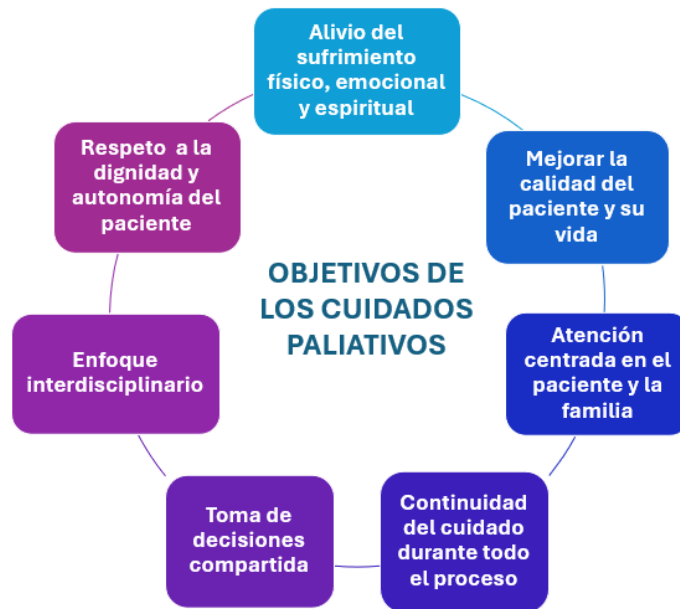 Alivio del
sufrimiento
físico, emocional
y espiritual
Mejorar la
calidad del
paciente y su
vida
Atención
centrada en el
paciente y la
familia
Continuidad
del cuidado
durante todo
el proceso
Toma de
decisiones
compartida
Enfoque
interdisciplinario
Respeto a la
dignidad y
autonomía del
paciente
OBJETIVOS DE
LOS CUIDADOS
PALIATIVOS